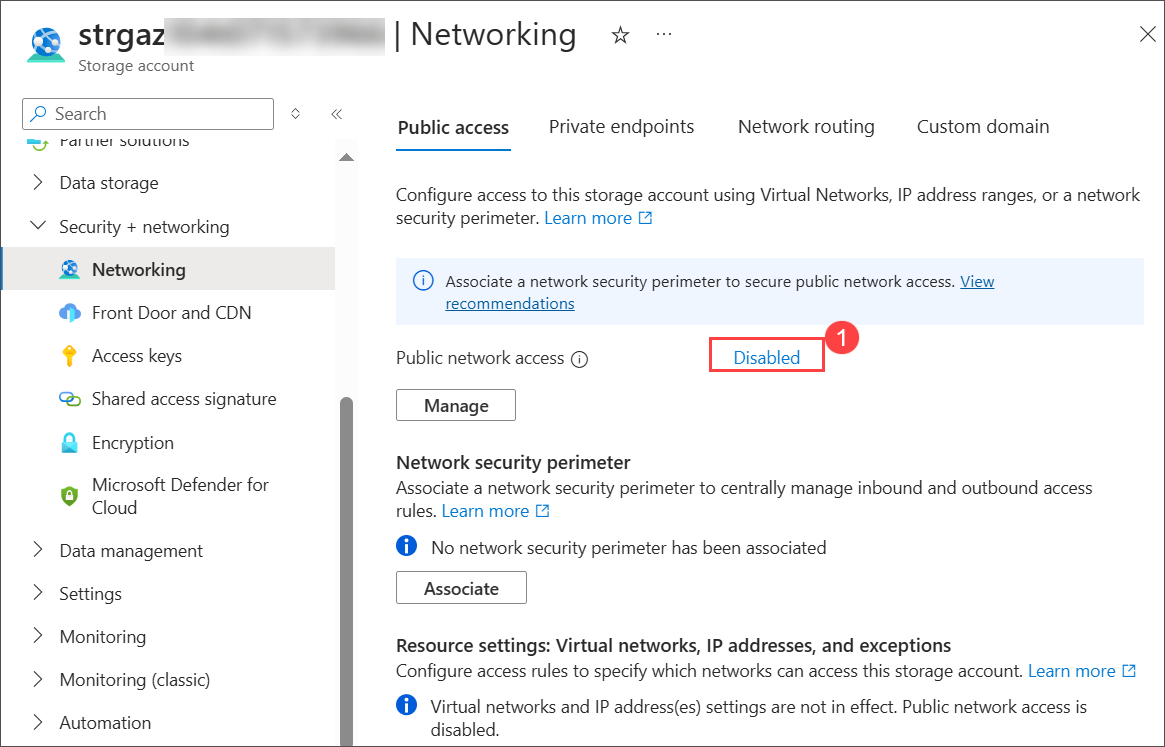 strgaz | Networking
Storage account
Search
Partner solutions
Data storage
Security + networking
Networking
Front Door and CDN
Access keys
Shared access signature
Encryption
Microsoft Defender for
Cloud
Data management
Settings
Monitoring
Monitoring (classic)
Automation
Public access
Private endpoints
Network routing
Custom domain
Configure access to this storage account using Virtual Networks, IP address ranges, or a network
security perimeter. Learn more
Associate a network security perimeter to secure public network access. View
recommendations
Public network access
Disabled
1
Manage
Network security perimeter
Associate a network security perimeter to centrally manage inbound and outbound access
rules. Learn more
No network security perimeter has been associated
Associate
Resource settings: Virtual networks, IP addresses, and exceptions
Configure access rules to specify which networks can access this storage account. Learn more
Virtual networks and IP address(es) settings are not in effect. Public network access is
disabled.